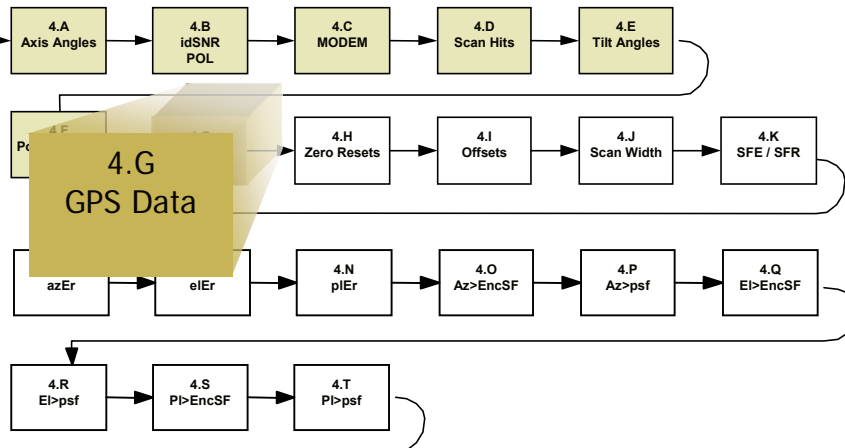 4.A
Axis Angles
4.B
idSNR
POL
4.C
MODEM
4.D
Scan Hits
4.E
Tilt Angles
4.G
GPS Data
4.H
Zero Resets
4.I
Offsets
4.J
Scan Width
4.K
SFE / SFR
azEr
elEr
4.N
plEr
4.O
Az>EncSF
4.P
Az>psf
4.Q
El>EncSF
4.R
El>psf
4.S
Pl>EncSF
4.T
Pl>psf